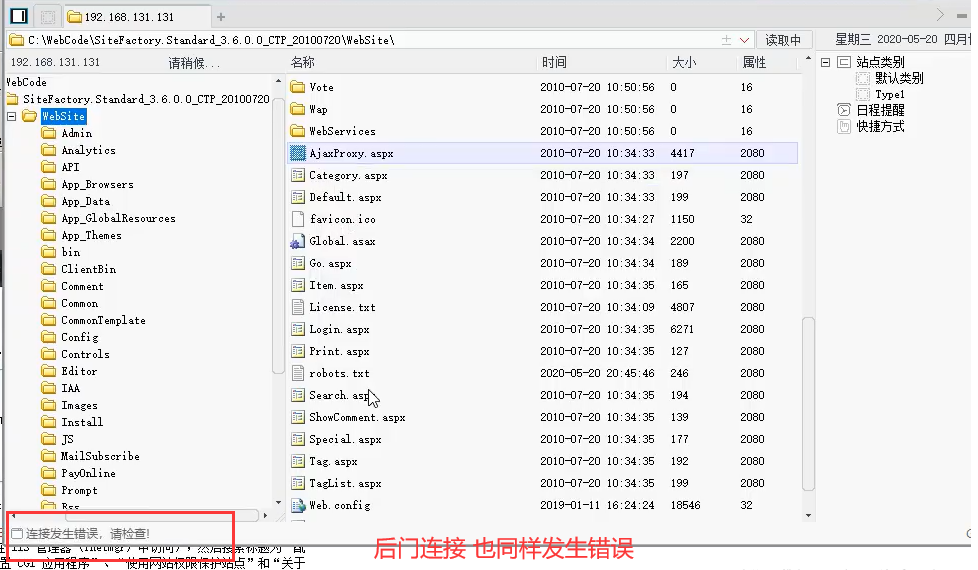 192.168.131.131
C:\WebCode\SiteFactory.Standard_3.6.0.0_CTP_20100720\WebSite\
读取中
星期三 2020-05-20 四月
192.168.131.131 请稍候...
名称 时间 大小 属性
WebCode
SiteFactory.Standard_3.6.0.0_CTP_20100720
WebSite
Admin
Analytics
API
App_Browsers
App_Data
App_GlobalResources
App_Themes
bin
ClientBin
Comment
Common
CommonTemplate
Config
Controls
Editor
IAA
Images
Install
JS
MailSubscribe
PayOnline
Prompt
Rss
Vote 2010-07-20 10:50:56 0 16
Wap 2010-07-20 10:50:56 0 16
WebServices 2010-07-20 10:50:56 0 16
AjaxProxy.aspx 2010-07-20 10:34:33 4417 2080
Category.aspx 2010-07-20 10:34:33 197 2080
Default.aspx 2010-07-20 10:34:33 199 2080
favicon.ico 2010-07-20 10:34:27 1150 32
Global.asax 2010-07-20 10:34:34 2200 2080
Go.aspx 2010-07-20 10:34:34 189 2080
Item.aspx 2010-07-20 10:34:35 165 2080
License.txt 2010-07-20 10:34:09 4807 2080
Login.aspx 2010-07-20 10:34:35 6271 2080
Print.aspx 2010-07-20 10:34:35 127 2080
robots.txt 2020-05-20 20:45:46 246 2080
Search.aspx 2010-07-20 10:34:35 194 2080
ShowComment.aspx 2010-07-20 10:34:35 139 2080
Special.aspx 2010-07-20 10:34:35 177 2080
Tag.aspx 2010-07-20 10:34:35 192 2080
TagList.aspx 2010-07-20 10:34:35 199 2080
Web.config 2019-01-11 16:24:24 18546 32
站点类别
默认类别
Type1
日程提醒
快捷方式
连接发生错误，请检查!
IIS 管理器 (inetmgr) 中访问)，然后搜索标题为“配
置 CGI 应用程序”、“使用网站权限保护站点”和“关于
后门连接 也同样发生错误